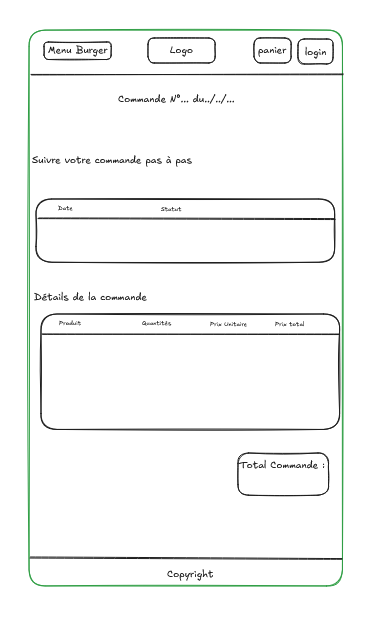 Menu Burger Logo panier login
Commande N°... du../../...
Suivre votre commande pas à pas
Date Statut
Détails de la commande
Produit Quantités Prix Unitaire Prix total
Total Commande :
Copyright